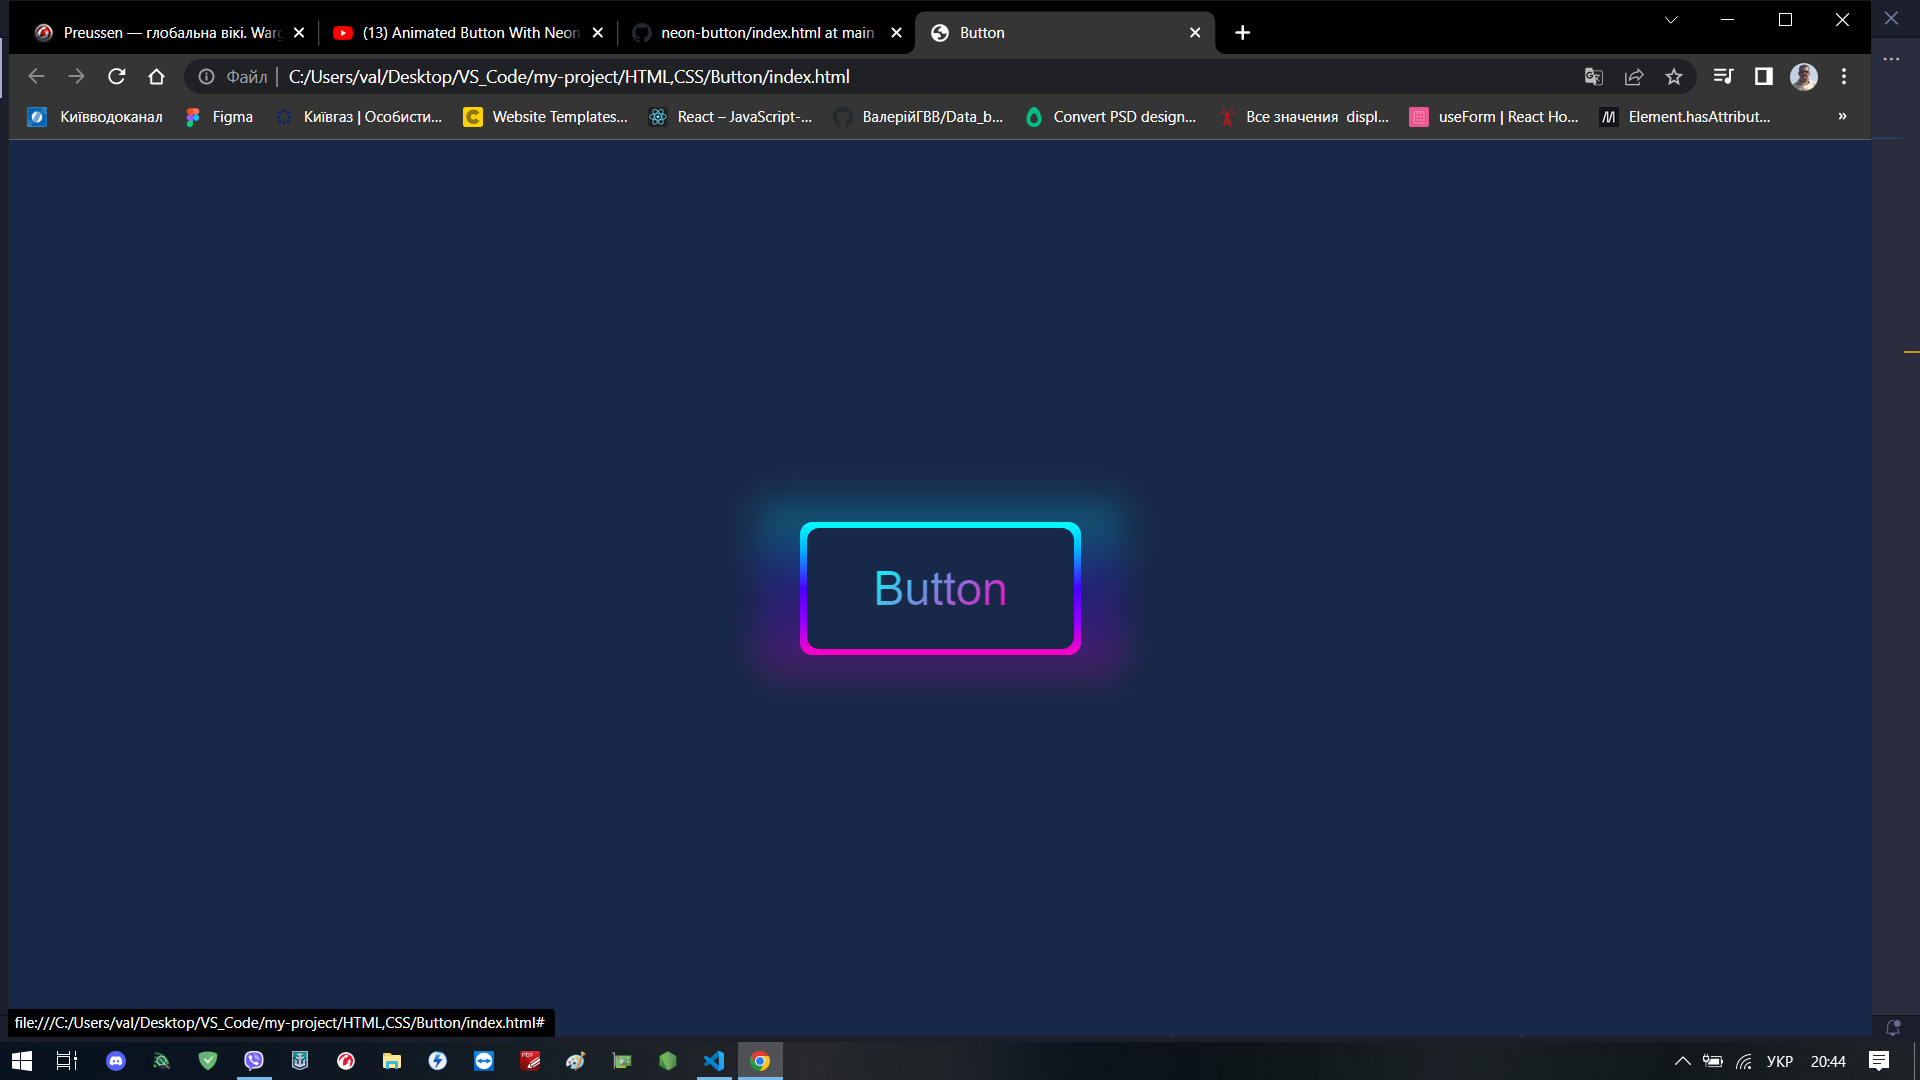 Preussen — глобальна вікі. Warg
(13) Animated Button With Neon
neon-button/index.html at main
Button
Файл | C:/Users/val/Desktop/VS_Code/my-project/HTML,CSS/Button/index.html
Київводоканал
Figma
Київгаз | Особисти...
Website Templates...
React – JavaScript-...
ВалерійГВВ/Data_b...
Convert PSD design...
Все значения displ...
useForm | React Ho...
Element.hasAttribut...
»
Button
file:///C:/Users/val/Desktop/VS_Code/my-project/HTML,CSS/Button/index.html#
УКР
20:44